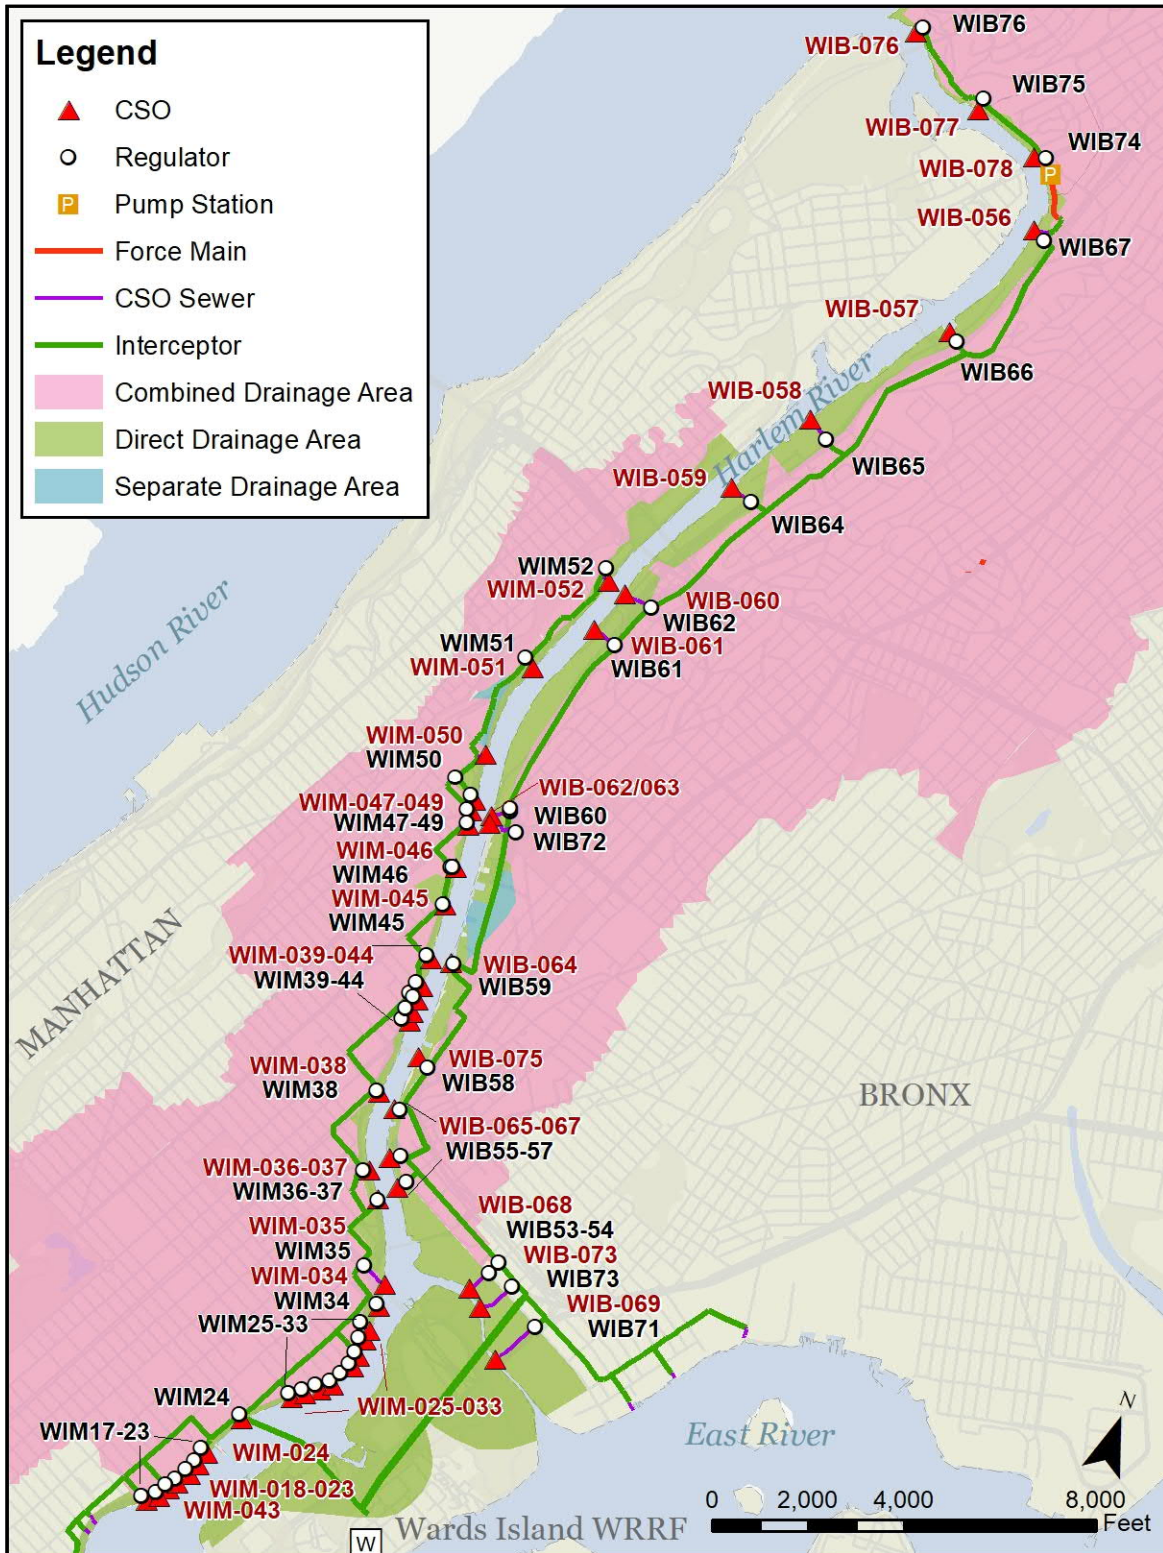 Legend
CSO
Regulator
P
Pump Station
Force Main
CSO Sewer
Interceptor
Combined Drainage Area
Direct Drainage Area
Separate Drainage Area
WIB76
WIB-076
WIB75
WIB-077
WIB74
WIB-078
P
WIB-056
WIB67
WIB-057
WIB66
WIB-058
Harlem River
WIB65
WIB-059
WIB64
WIM52
WIM-052
WIB-060
WIB62
WIM51
WIB-061
WIM-051
WIB61
Hudson River
WIM-050
WIM50
WIB-062/063
WIM-047-049
WIB60
WIM47-49
WIB72
WIM-046
WIM46
WIM-045
WIM45
MANHATTAN
WIM-039-044
WIB-064
WIM39-44
WIB59
WIM-038
WIB-075
WIM38
WIB58
BRONX
WIB-065-067
WIB55-57
WIM-036-037
WIM36-37
WIB-068
WIM-035
WIB53-54
WIM35
WIB-073
WIM-034
WIB73
WIM34
WIB-069
WIM25-33
WIB71
WIM24
WIM-025-033
WIM17-23
WIM-024
East River
N
WIM-018-023
WIM-043
0 2,000 4,000 8,000
Feet
W
Wards Island WRRF